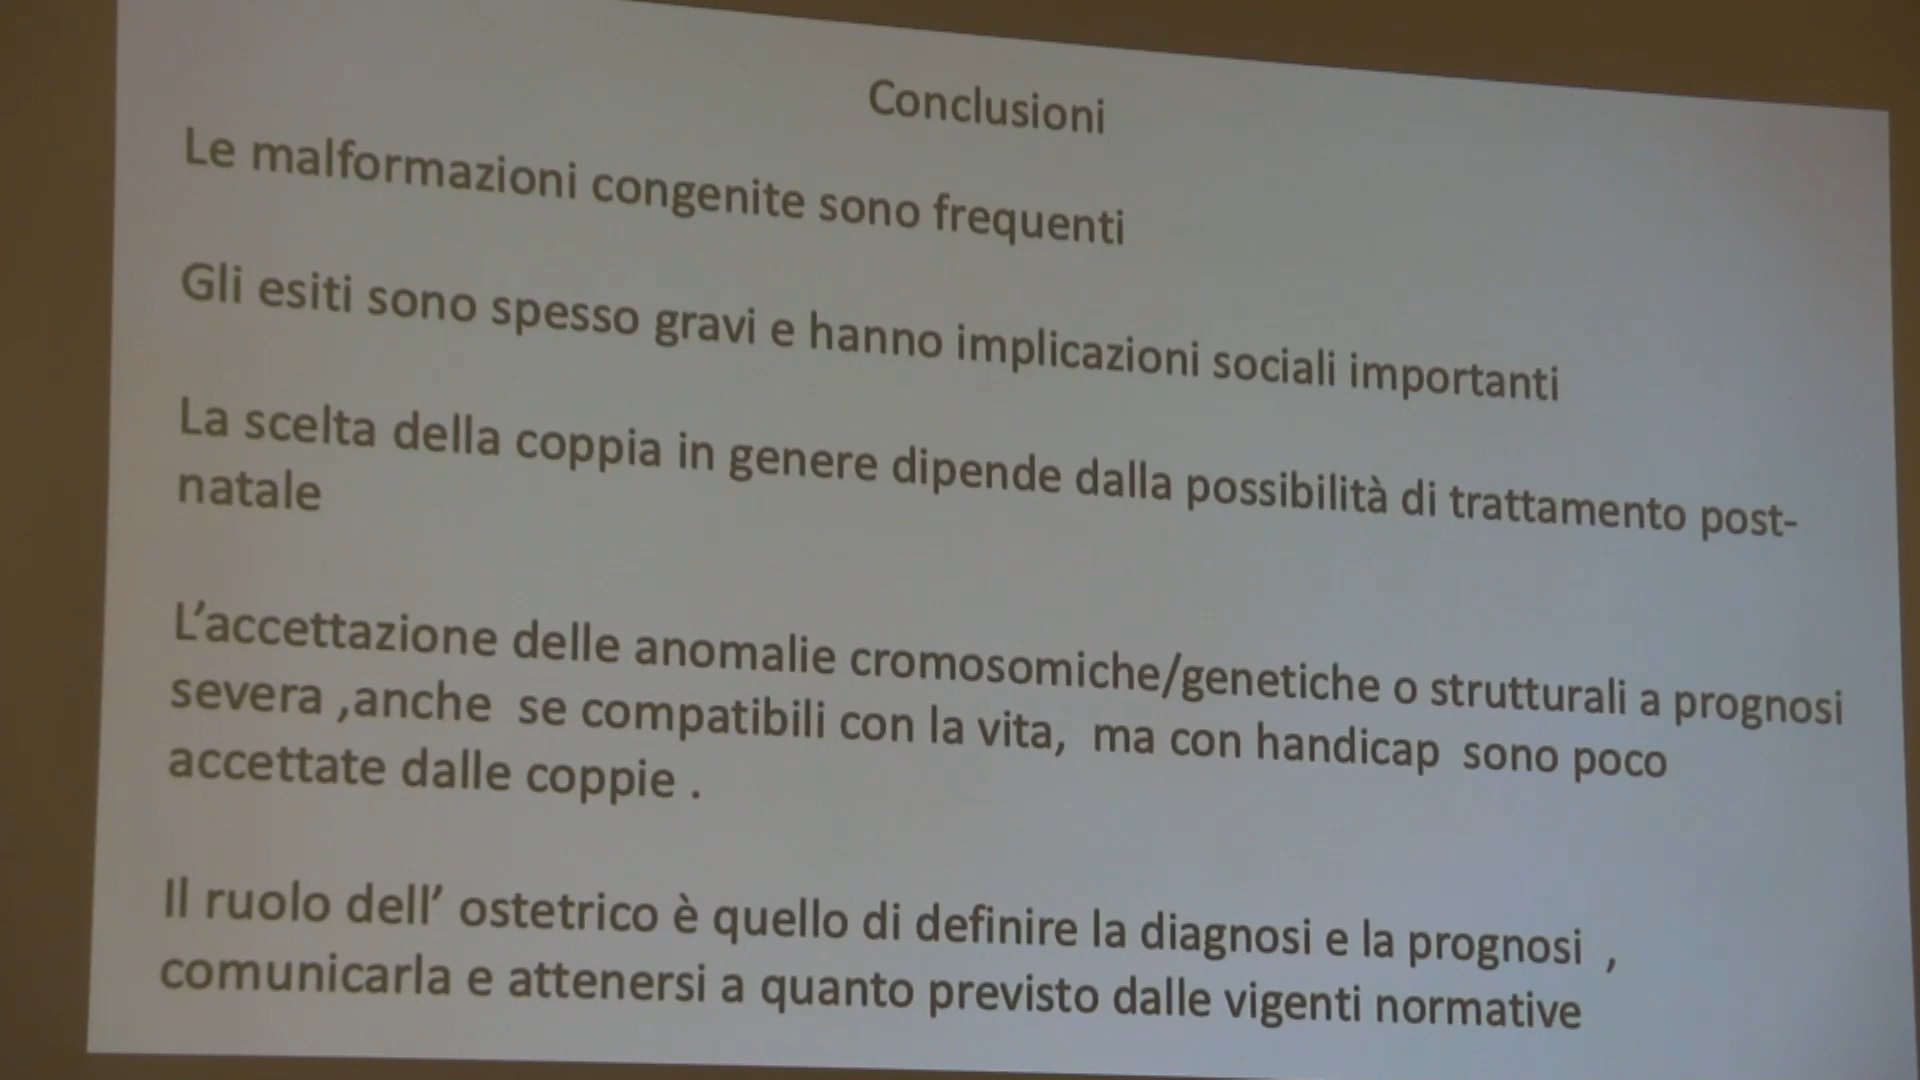 Conclusioni
Le malformazioni congenite sono frequenti
Gli esiti sono spesso gravi e hanno implicazioni sociali importanti
La scelta della coppia in genere dipende dalla possibilità di trattamento post-
natale
L'accettazione delle anomalie cromosomiche/genetiche o strutturali a prognosi
severa ,anche se compatibili con la vita, ma con handicap sono poco
accettate dalle coppie .
Il ruolo dell' ostetrico è quello di definire la diagnosi e la prognosi ,
comunicarla e attenersi a quanto previsto dalle vigenti normative